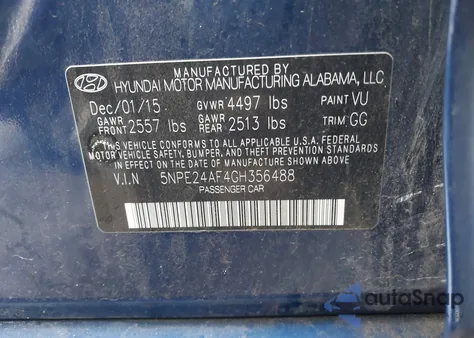 MANUFACTURED BY
HYUNDAI MOTOR MANUFACTURING ALABAMA, LLC
Dec/01/15 GVWR 4497 lbs PAINT VU
GAWR FRONT 2557 lbs GAWR REAR 2513 lbs TRIM GG
THIS VEHICLE CONFORMS TO ALL APPLICABLE U.S.A. FEDERAL
MOTOR VEHICLE SAFETY, BUMPER, AND THEFT PREVENTION
STANDARDS IN EFFECT ON THE DATE OF MANUFACTURE SHOWN ABOVE.
V.I.N 5NPE24AF4GH356488
PASSENGER CAR
autoSnap